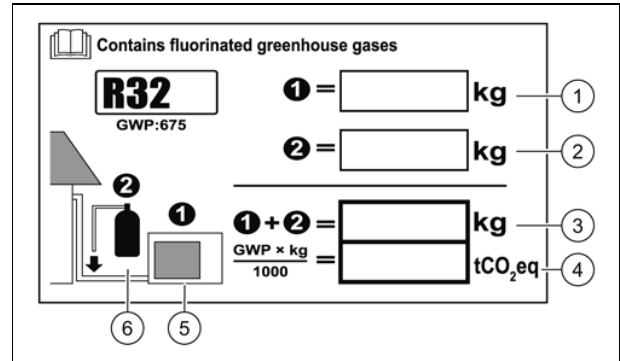 Contains fluorinated greenhouse gases
R32
GWP:675
❶ = kg ①
❷ = kg ②
❷
❶
❶+❷ = kg ③
GWP × kg
1000
= tCO₂eq ④
⑥ ⑤